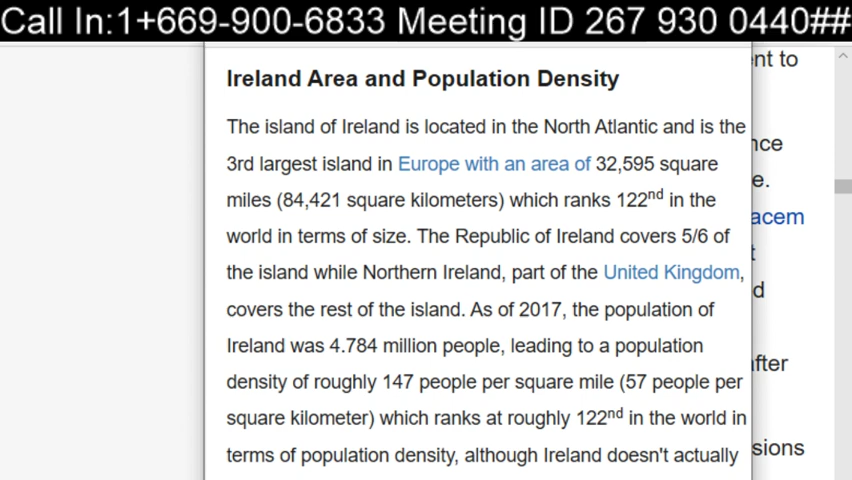 Call In:1+669-900-6833 Meeting ID 267 930 0440##
Ireland Area and Population Density
The island of Ireland is located in the North Atlantic and is the
3rd largest island in Europe with an area of 32,595 square
miles (84,421 square kilometers) which ranks 122nd in the
world in terms of size. The Republic of Ireland covers 5/6 of
the island while Northern Ireland, part of the United Kingdom,
covers the rest of the island. As of 2017, the population of
Ireland was 4.784 million people, leading to a population
density of roughly 147 people per square mile (57 people per
square kilometer) which ranks at roughly 122nd in the world in
terms of population density, although Ireland doesn't actually
nt to
nce
e.
acem
t
d
fter
sions